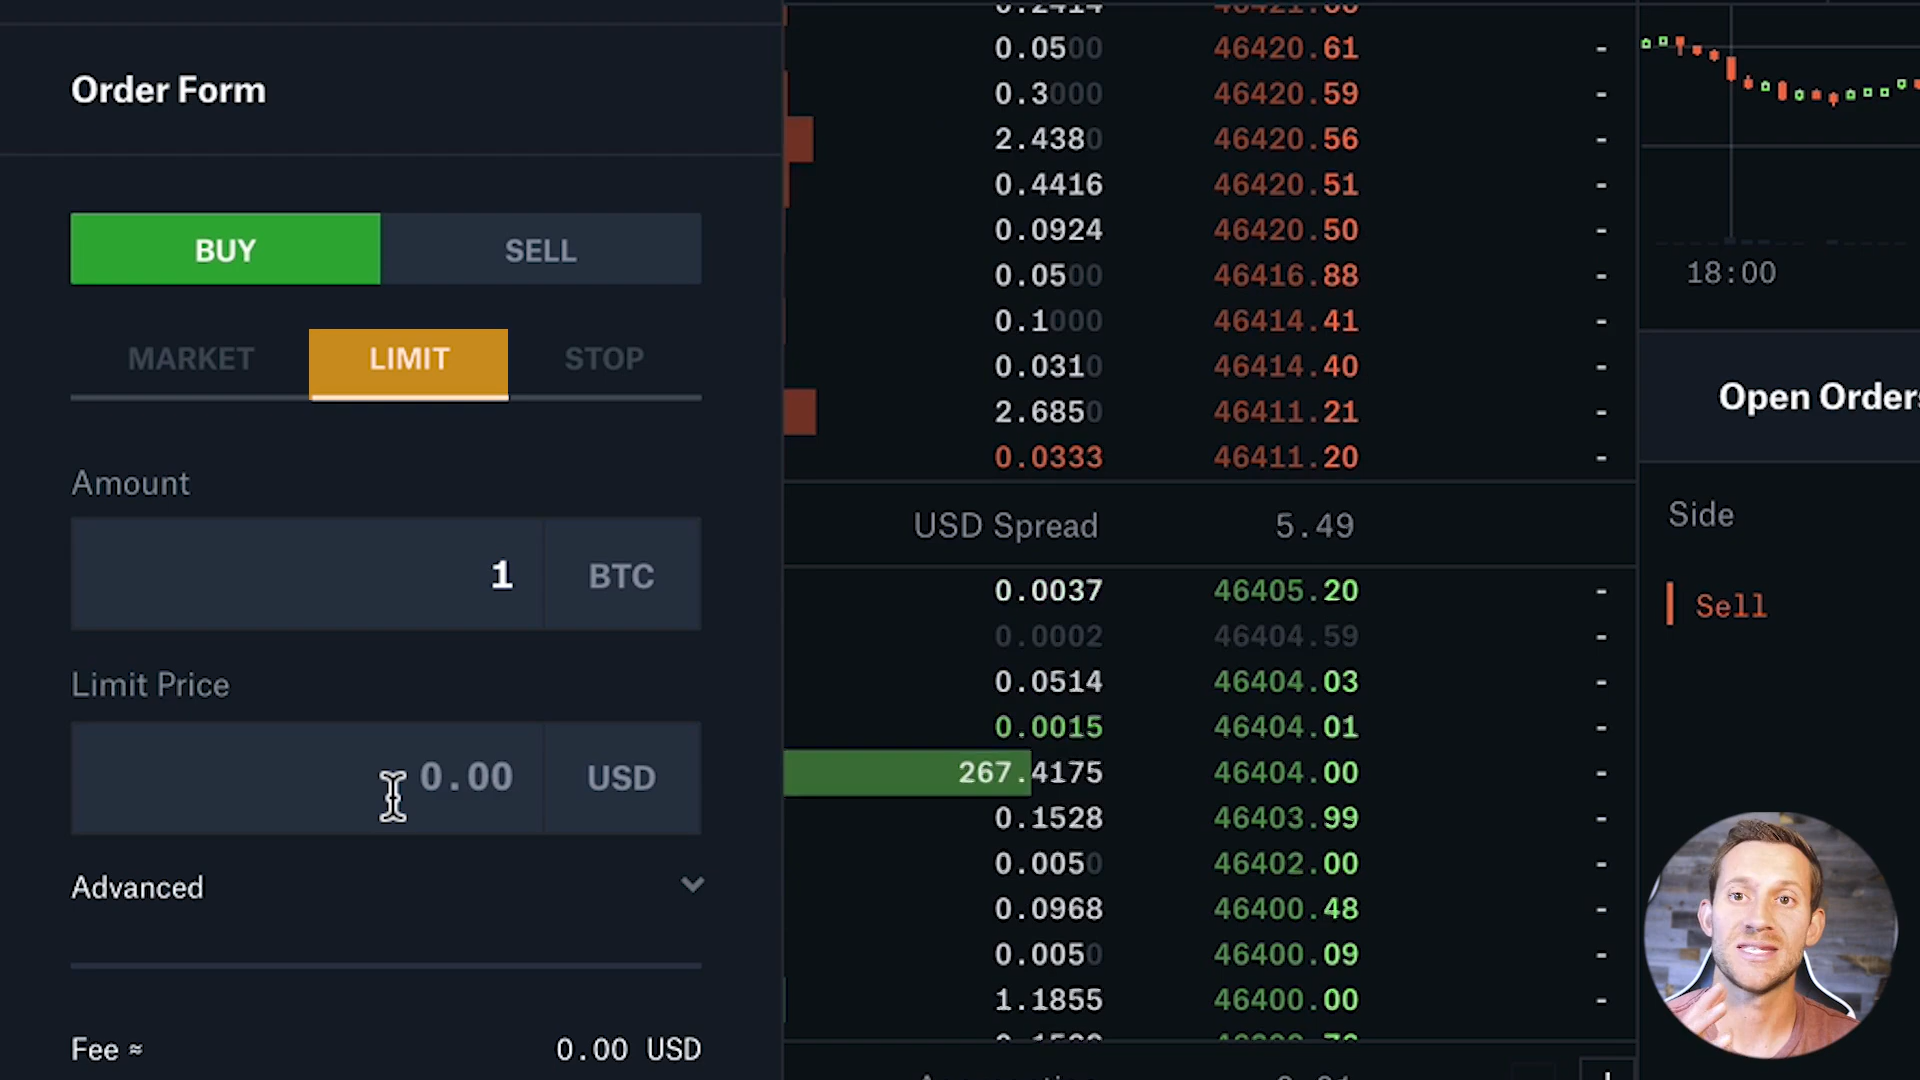 Order Form
BUY
SELL
MARKET
LIMIT
STOP
Amount
1
BTC
Limit Price
0.00
USD
Advanced
Fee ≈
0.00 USD
0.0500 46420.61 -
0.3000 46420.59 -
2.4380 46420.56 -
0.4416 46420.51 -
0.0924 46420.50 -
0.0500 46416.88 -
0.1000 46414.41 -
0.0310 46414.40 -
2.6850 46411.21 -
0.0333 46411.20 -
USD Spread 5.49
0.0037 46405.20 -
0.0002 46404.59 -
0.0514 46404.03 -
0.0015 46404.01 -
267.4175 46404.00 -
0.1528 46403.99 -
0.0050 46402.00 -
0.0968 46400.48 -
0.0050 46400.09 -
1.1855 46400.00 -
18:00
Open Orders
Side
Sell